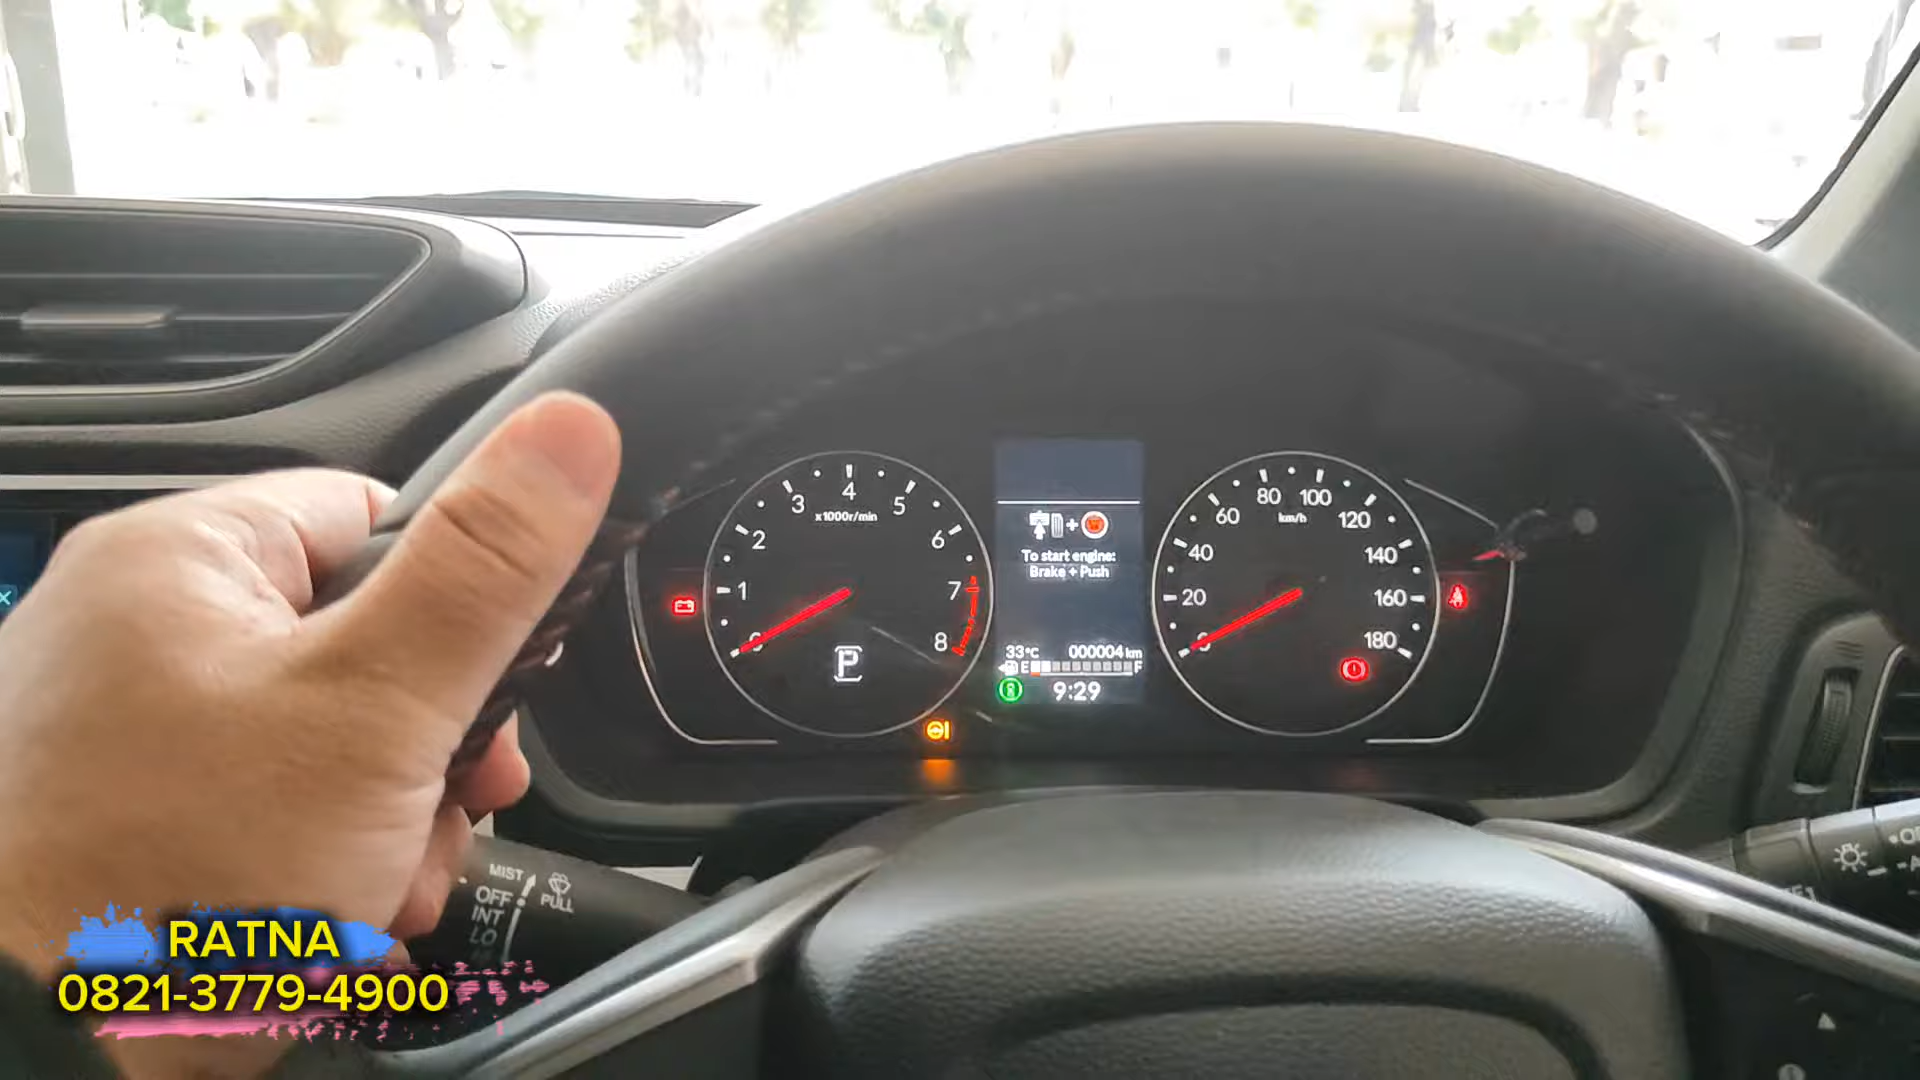 4
3 5
x1000r/min
2 6
1 7
0 8
P
To start engine:
Brake + Push
33°C 000004 km
E F
9:29
80 100
60 km/h 120
40 140
20 160
180
MIST
OFF PULL
INT
LO
RATNA
0821-3779-4900